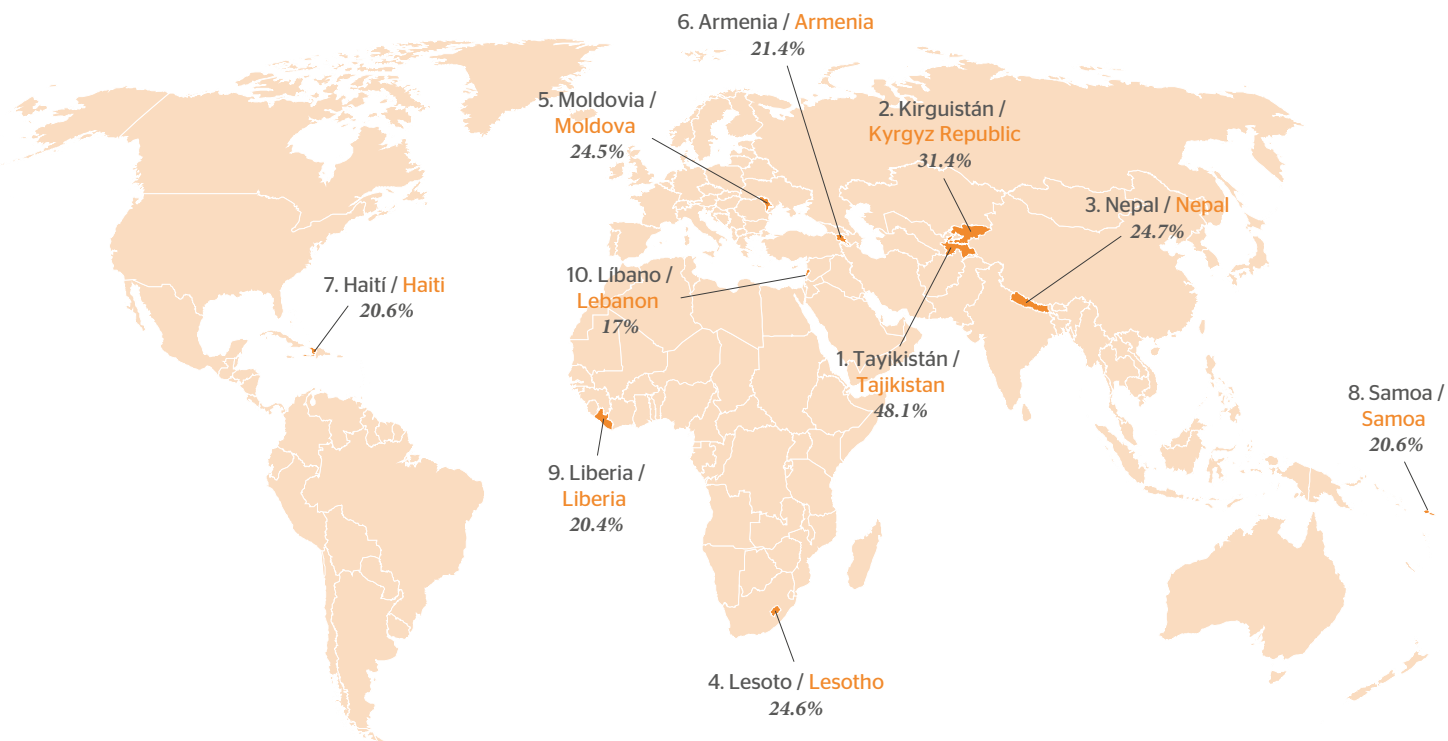 6. Armenia / Armenia
21.4%
5. Moldovia /
Moldova
24.5%
2. Kirguistán /
Kyrgyz Republic
31.4%
3. Nepal / Nepal
24.7%
7. Haití / Haiti
20.6%
10. Líbano /
Lebanon
17%
1. Tayikistán /
Tajikistan
48.1%
8. Samoa /
Samoa
20.6%
9. Liberia /
Liberia
20.4%
4. Lesoto / Lesotho
24.6%